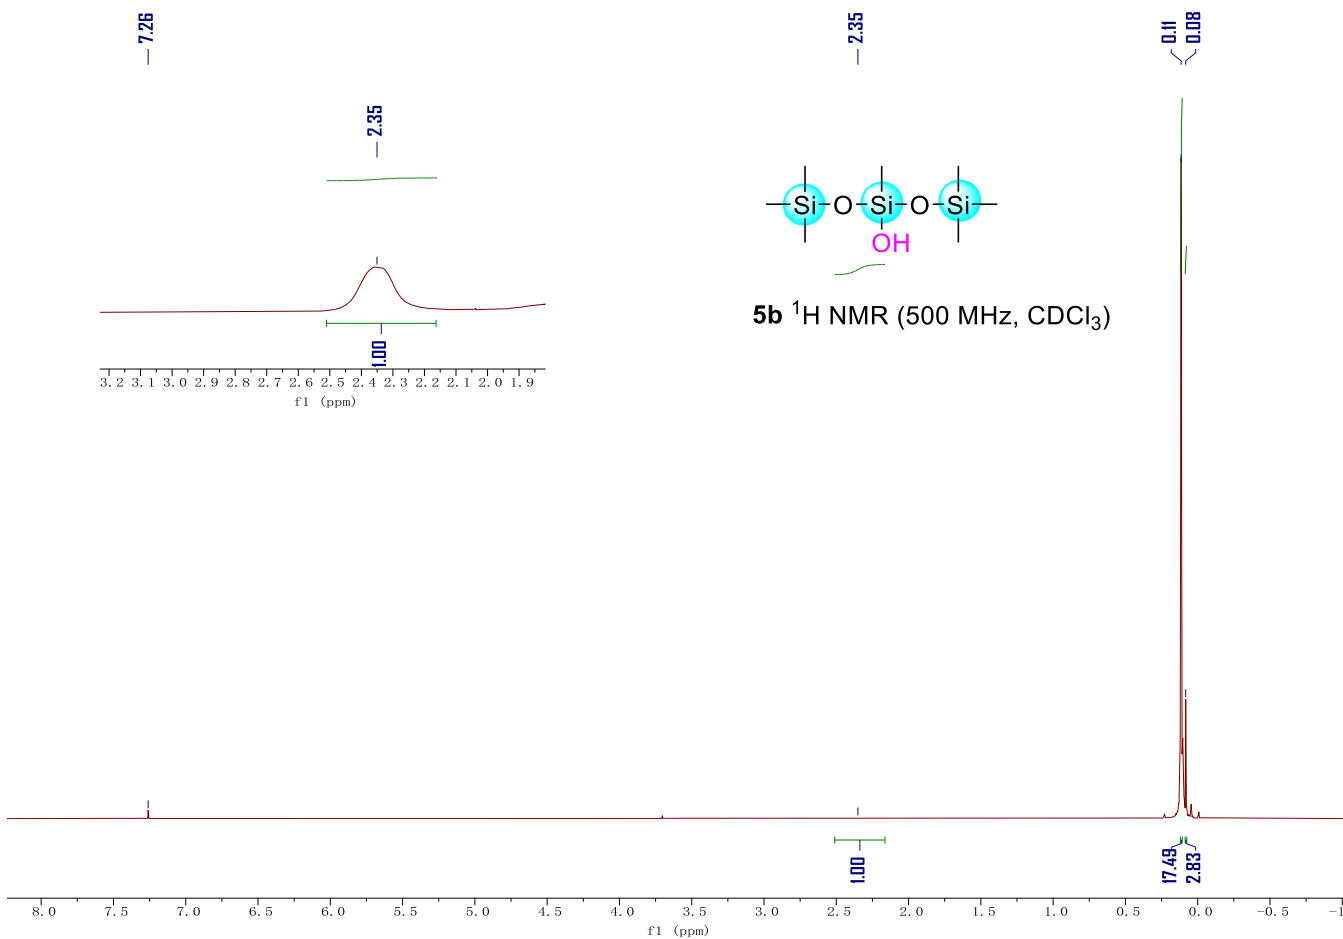 7.26
2.35
0.11
0.08
2.35
Si O Si O Si
OH
5b ¹H NMR (500 MHz, CDCl₃)
1.00
3.2 3.1 3.0 2.9 2.8 2.7 2.6 2.5 2.4 2.3 2.2 2.1 2.0 1.9
f1 (ppm)
1.00
17.49
2.83
8.0 7.5 7.0 6.5 6.0 5.5 5.0 4.5 4.0 3.5 3.0 2.5 2.0 1.5 1.0 0.5 0.0 -0.5 -1
f1 (ppm)